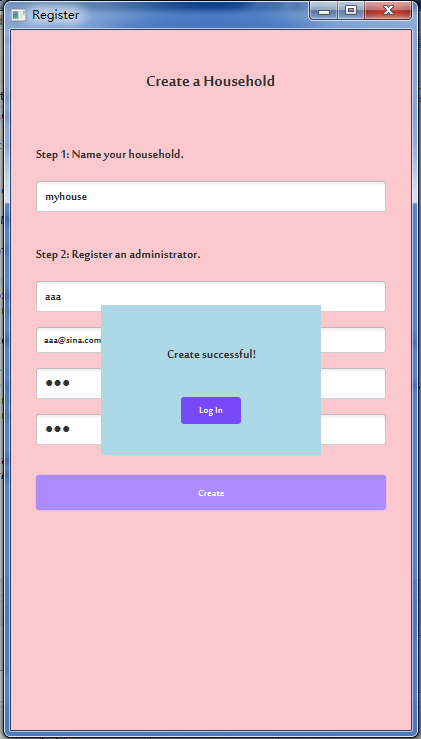 Register
Create a Household
Step 1: Name your household.
myhouse
Step 2: Register an administrator.
aaa
aaa@sina.com
Create successful!
Log In
Create